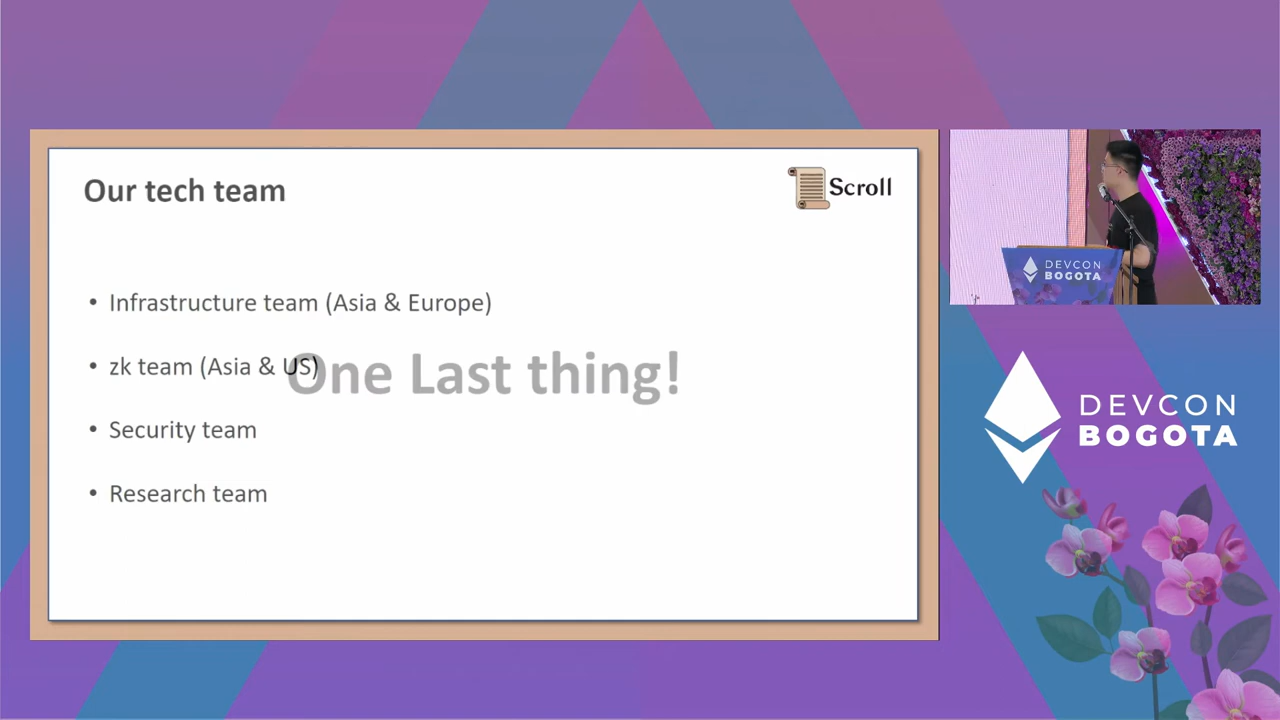 Our tech team
Scroll
• Infrastructure team (Asia & Europe)
• zk team (Asia & US)
One Last thing!
• Security team
• Research team
DEVCON
BOGOTA
DEVCON
BOGOTA